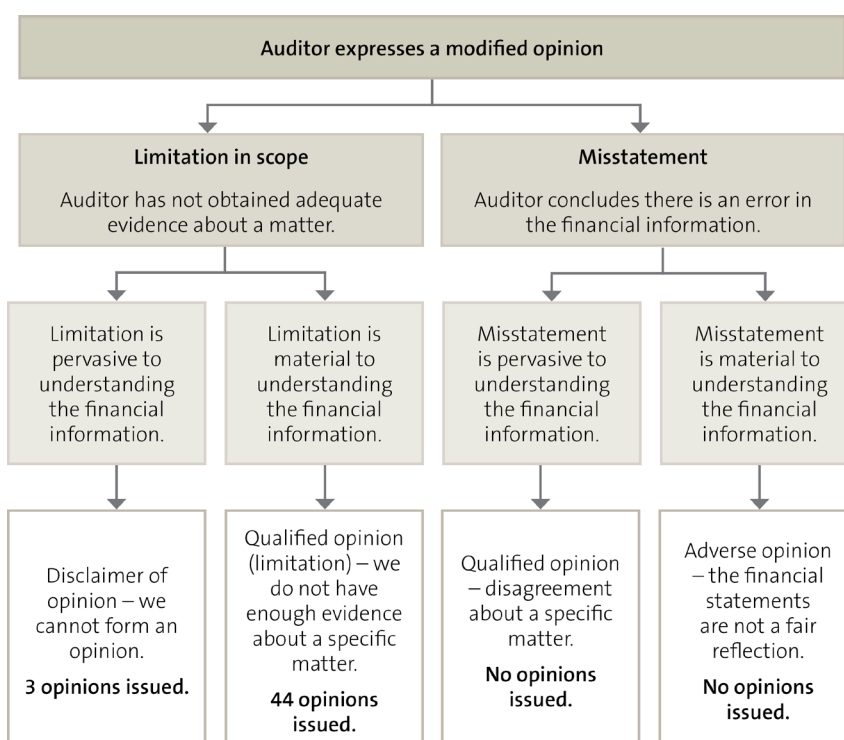 Auditor expresses a modified opinion
Limitation in scope
Auditor has not obtained adequate
evidence about a matter.
Misstatement
Auditor concludes there is an error in
the financial information.
Limitation is
pervasive to
understanding
the financial
information.
Limitation is
material to
understanding
the financial
information.
Misstatement
is pervasive to
understanding
the financial
information.
Misstatement
is material to
understanding
the financial
information.
Disclaimer of
opinion – we
cannot form an
opinion.
3 opinions issued.
Qualified opinion
(limitation) – we
do not have
enough evidence
about a specific
matter.
44 opinions
issued.
Qualified opinion
– disagreement
about a specific
matter.
No opinions
issued.
Adverse opinion
– the financial
statements
are not a fair
reflection.
No opinions
issued.